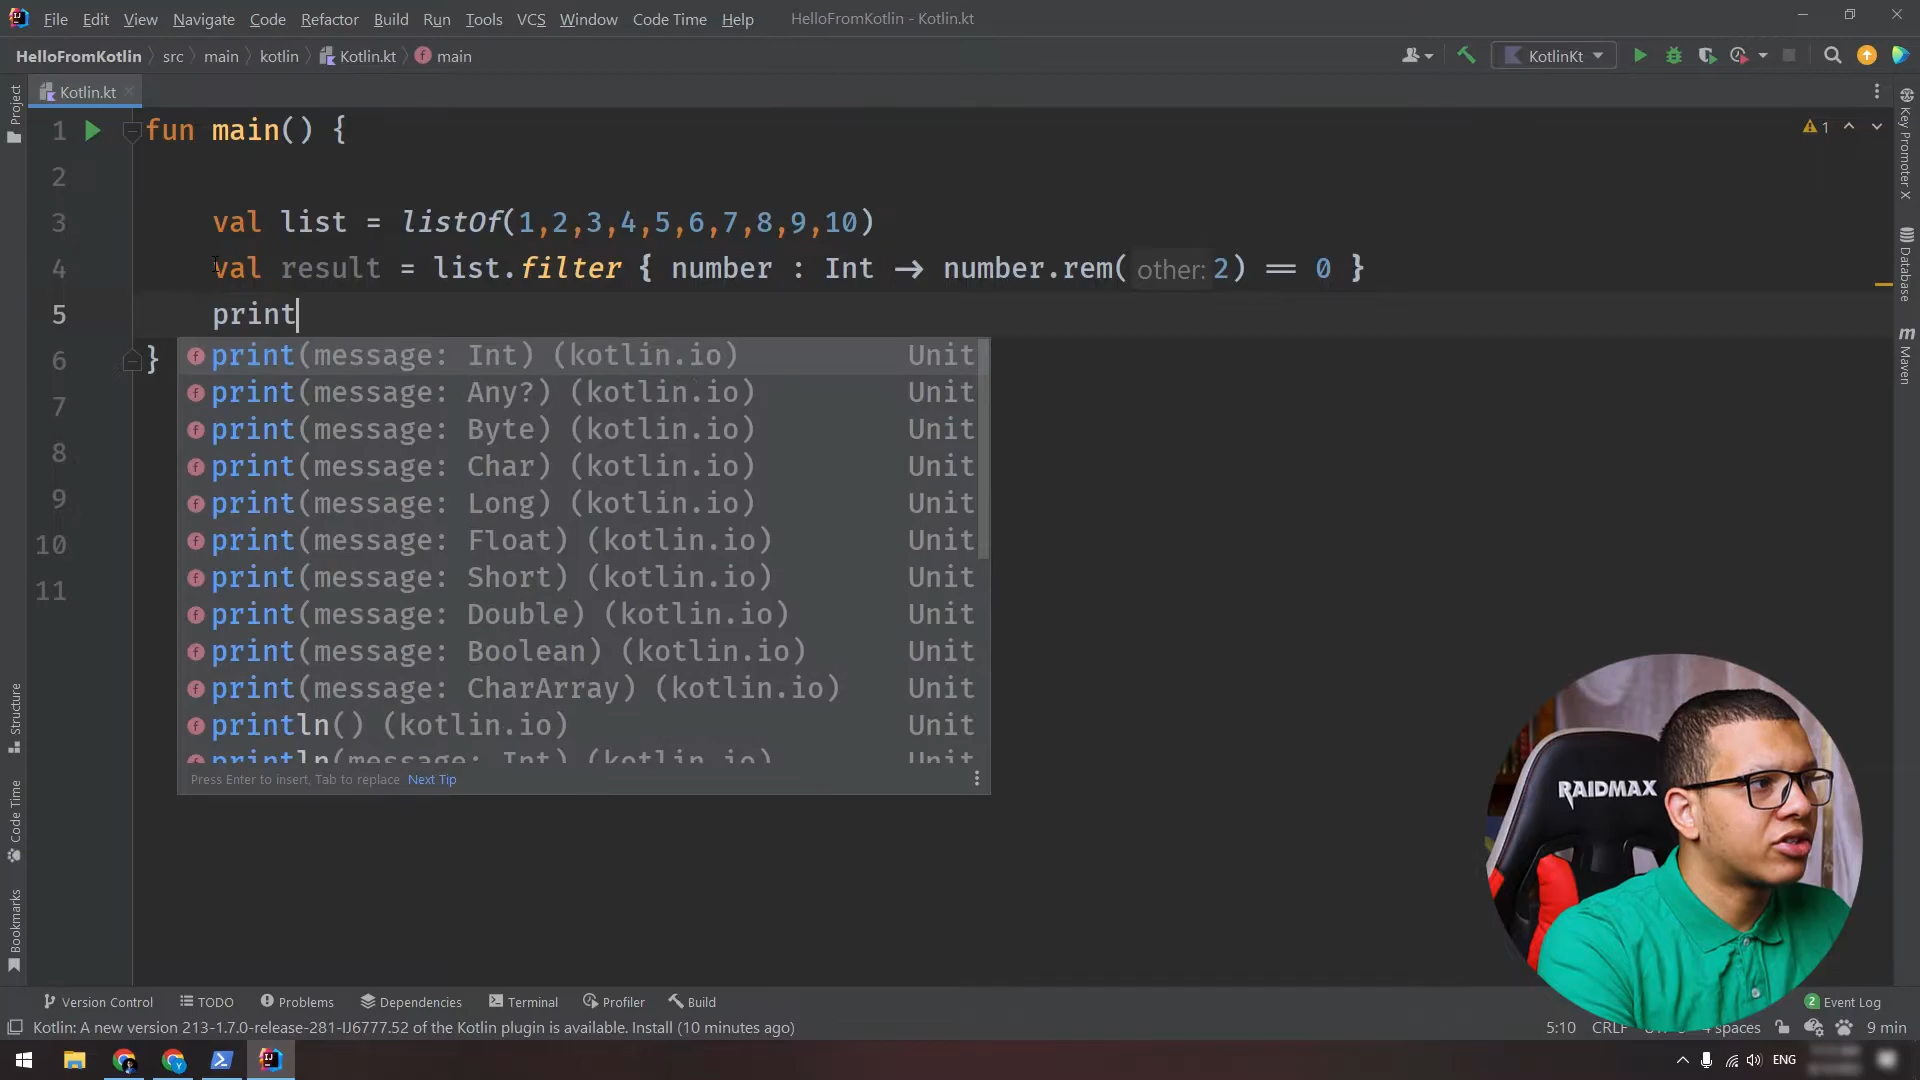 File Edit View Navigate Code Refactor Build Run Tools VCS Window Code Time Help HelloFromKotlin - Kotlin.kt
HelloFromKotlin src main kotlin Kotlin.kt main KotlinKt
Project
Kotlin.kt
1 fun main() {
1
2
3 val list = listOf(1,2,3,4,5,6,7,8,9,10)
4 val result = list.filter { number : Int → number.rem( other: 2) == 0 }
5 print
6 }
7
8
9
10
11
print(message: Int) (kotlin.io) Unit
print(message: Any?) (kotlin.io) Unit
print(message: Byte) (kotlin.io) Unit
print(message: Char) (kotlin.io) Unit
print(message: Long) (kotlin.io) Unit
print(message: Float) (kotlin.io) Unit
print(message: Short) (kotlin.io) Unit
print(message: Double) (kotlin.io) Unit
print(message: Boolean) (kotlin.io) Unit
print(message: CharArray) (kotlin.io) Unit
println() (kotlin.io) Unit
println(message: Int) (kotlin.io) Unit
Press Enter to insert, Tab to replace Next Tip
Key Promoter X
Database
m Maven
Structure
Code Time
Bookmarks
RAIDMAX
Version Control TODO Problems Dependencies Terminal Profiler Build 2 Event Log
Kotlin: A new version 213-1.7.0-release-281-IJ6777.52 of the Kotlin plugin is available. Install (10 minutes ago) 5:10 CRLF 4 spaces 9 min
ENG